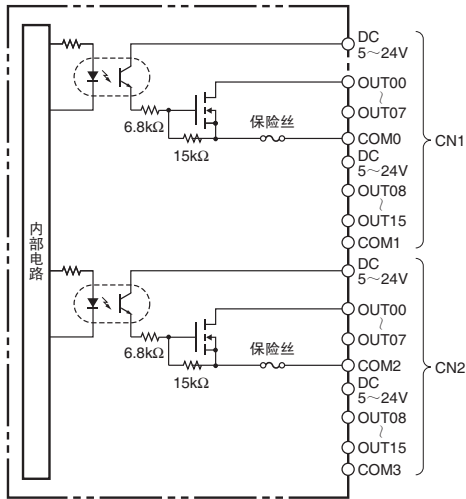 DC
5～24V
OUT00
～
OUT07
6.8kΩ
保险丝
COM0
CN1
15kΩ
DC
5～24V
OUT08
～
OUT15
COM1
内部电路
DC
5～24V
OUT00
～
OUT07
6.8kΩ
保险丝
COM2
CN2
15kΩ
DC
5～24V
OUT08
～
OUT15
COM3